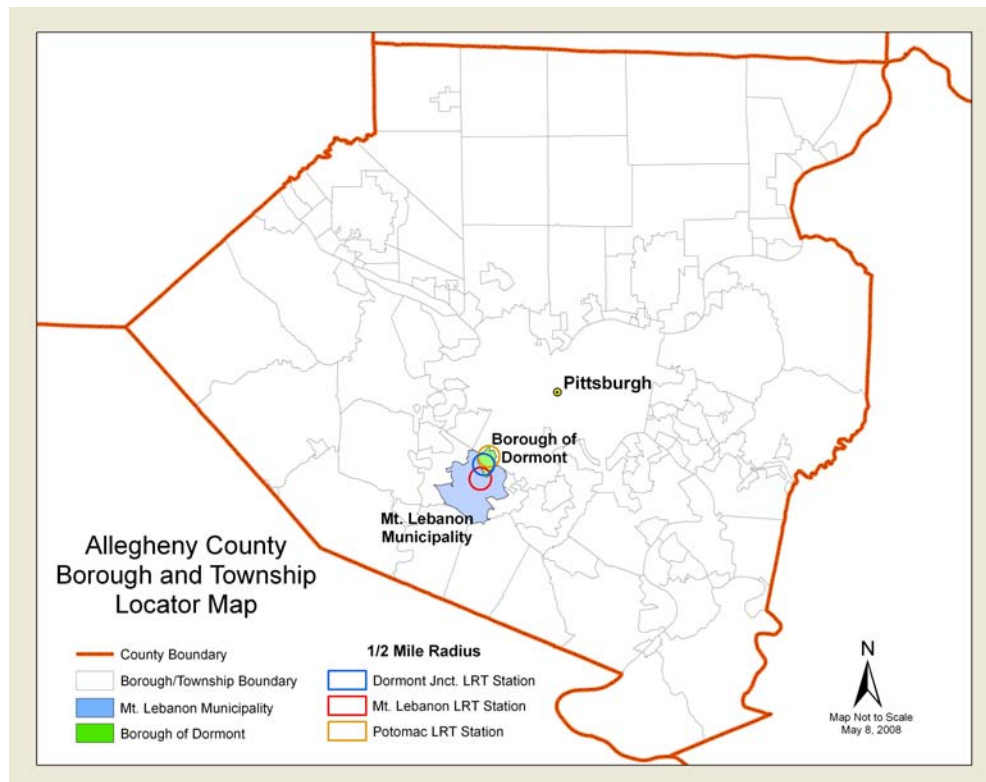 Pittsburgh
Borough of
Dormont
Mt. Lebanon
Municipality
Allegheny County
Borough and Township
Locator Map
County Boundary
Borough/Township Boundary
Mt. Lebanon Municipality
Borough of Dormont
1/2 Mile Radius
Dormont Jnct. LRT Station
Mt. Lebanon LRT Station
Potomac LRT Station
N
Map Not to Scale
May 8, 2008